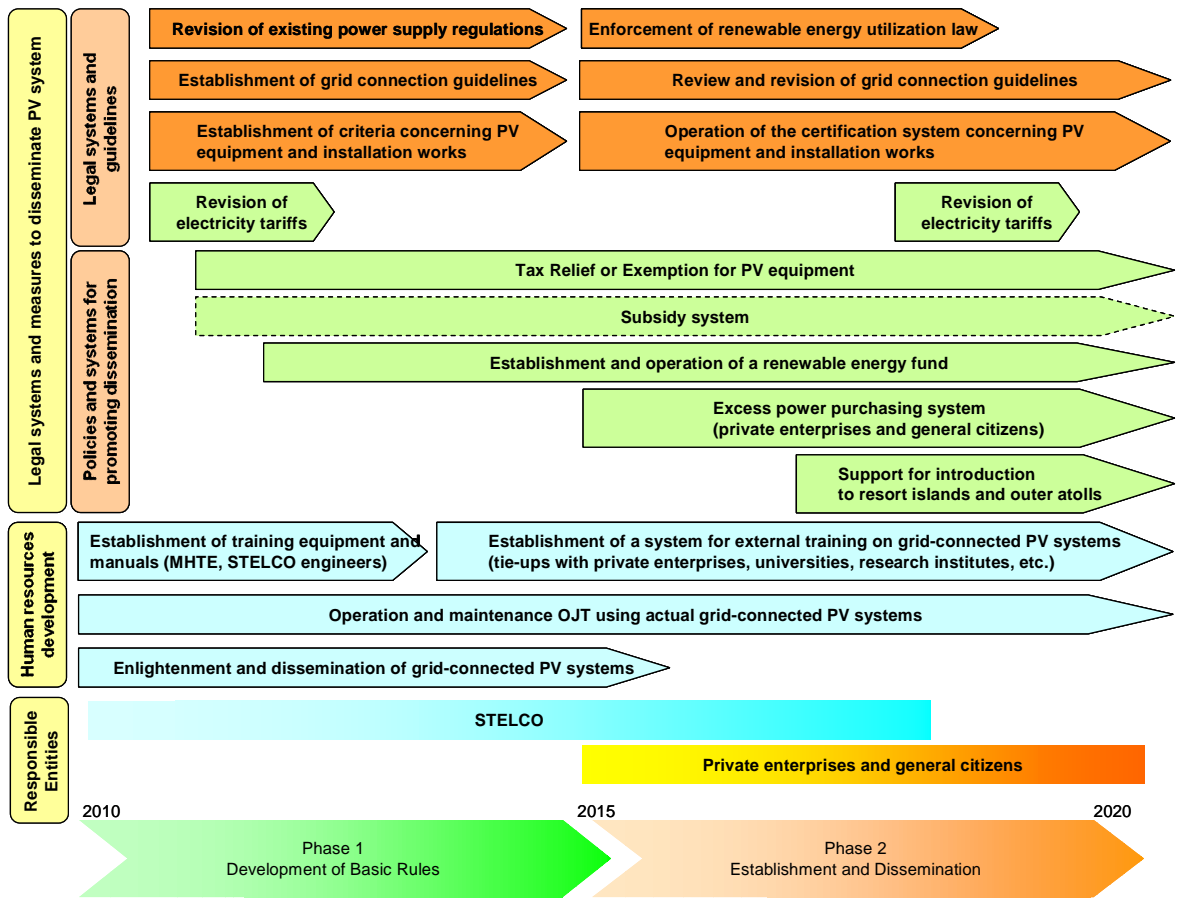 Legal systems and measures to disseminate PV system
Legal systems and
guidelines
Revision of existing power supply regulations
Enforcement of renewable energy utilization law
Establishment of grid connection guidelines
Review and revision of grid connection guidelines
Establishment of criteria concerning PV
equipment and installation works
Operation of the certification system concerning PV
equipment and installation works
Revision of
electricity tariffs
Revision of
electricity tariffs
Policies and systems for
promoting dissemination
Tax Relief or Exemption for PV equipment
Subsidy system
Establishment and operation of a renewable energy fund
Excess power purchasing system
(private enterprises and general citizens)
Support for introduction
to resort islands and outer atolls
Human resources
development
Establishment of training equipment and
manuals (MHTE, STELCO engineers)
Establishment of a system for external training on grid-connected PV systems
(tie-ups with private enterprises, universities, research institutes, etc.)
Operation and maintenance OJT using actual grid-connected PV systems
Enlightenment and dissemination of grid-connected PV systems
Responsible
Entities
STELCO
Private enterprises and general citizens
2010
2015
2020
Phase 1
Development of Basic Rules
Phase 2
Establishment and Dissemination